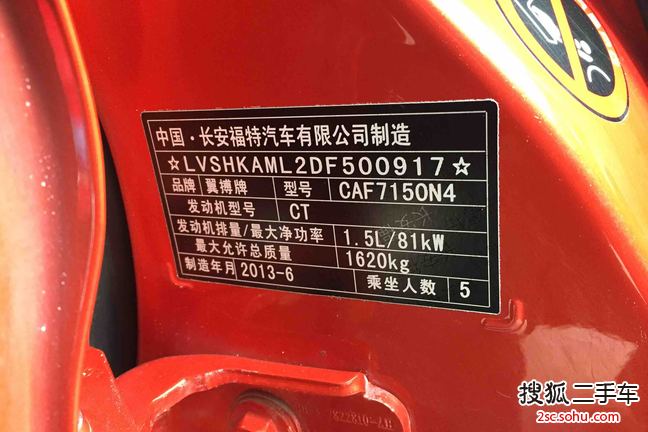 中国·长安福特汽车有限公司制造
☆LVSHKAML2DF500917☆
品牌 翼搏牌 型号 CAF7150N4
发动机型号 CT
发动机排量/最大净功率 1.5L/81kW
最大允许总质量 1620kg
制造年月 2013-6 乘坐人数 5
搜狐二手车
2sc.sohu.com